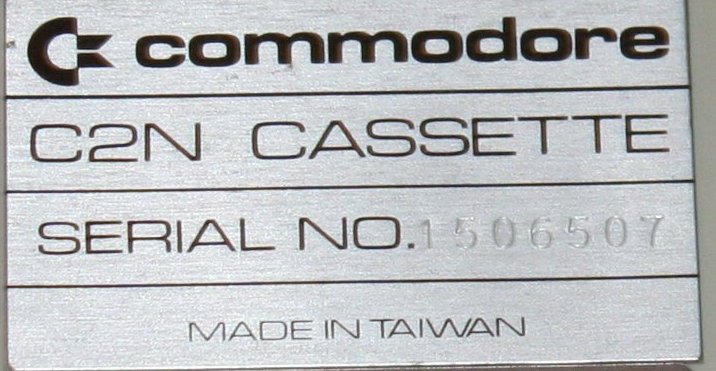 commodore
C2N CASSETTE
SERIAL NO. 1506507
MADE IN TAIWAN